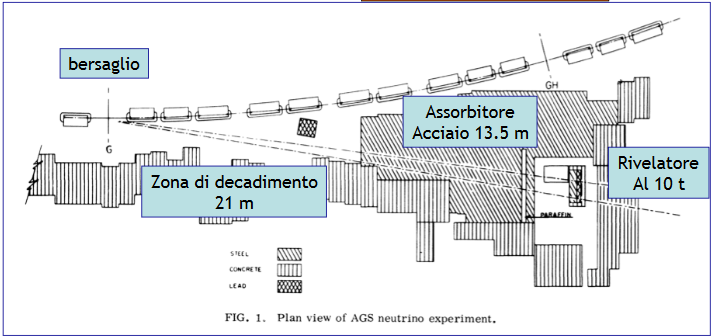 bersaglio
GH
Assorbitore
Acciaio 13.5 m
G
Rivelatore
Al 10 t
Zona di decadimento
21 m
PARAFFIN
STEEL
CONCRETE
LEAD
FIG. 1. Plan view of AGS neutrino experiment.